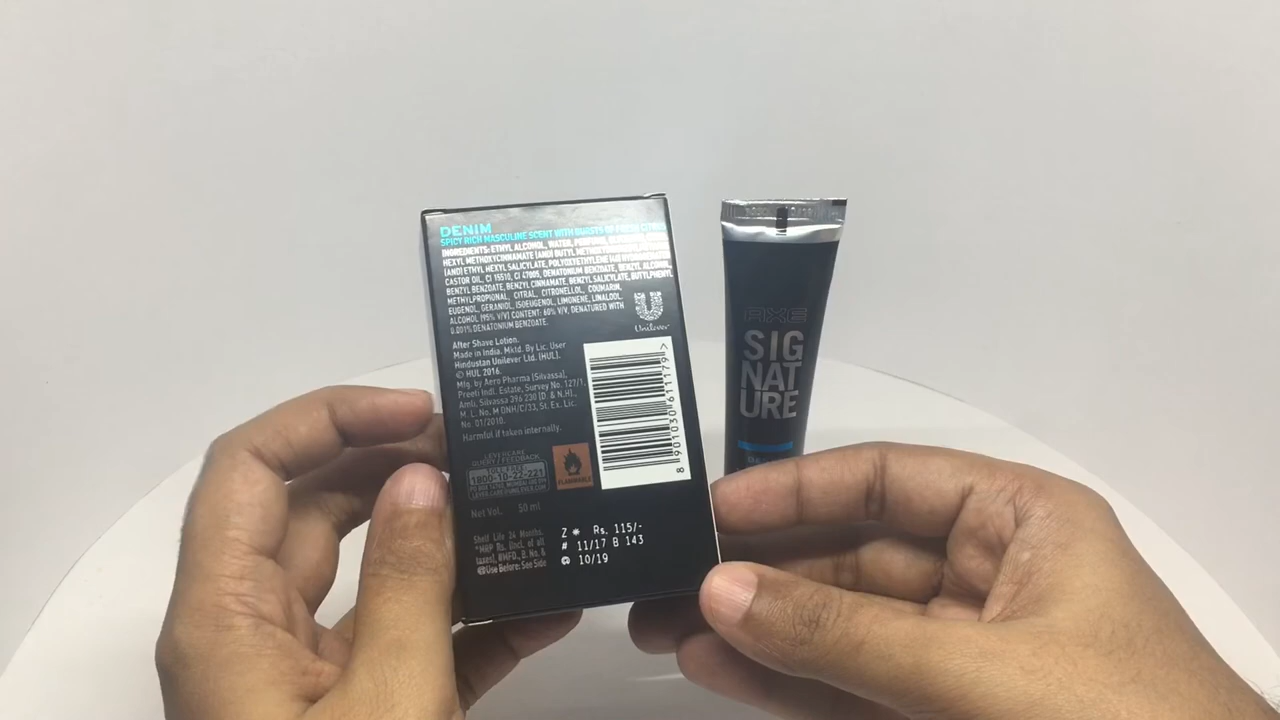 DENIM
SPICY RICH MASCULINE SCENT WITH BURSTS OF FRESH CITRUS
INGREDIENTS: ETHYL ALCOHOL, WATER,
HEXYL METHOXYCINNAMATE (AND) BUTYL
(AND) ETHYL HEXYL SALICYLATE, POLYOXYETHYLENE
CASTOR OIL, CI 15510, CI 47005, DENATONIUM BENZOATE, BENZYL ALCOHOL,
BENZYL BENZOATE, BENZYL CINNAMATE, BENZYL SALICYLATE, BUTYLPHENYL
METHYLPROPIONAL, CITRAL, CITRONELLOL, COUMARIN,
EUGENOL, GERANIOL, ISOEUGENOL, LIMONENE, LINALOOL.
ALCOHOL (95% V/V) CONTENT: 60% V/V, DENATURED WITH
0.001% DENATONIUM BENZOATE.
Unilever
After Shave Lotion.
Made in India. Mktd. By Lic. User
Hindustan Unilever Ltd. (HUL).
© HUL 2016.
Mfg. by Aero Pharma (Silvassa),
Preeti Indl. Estate, Survey No. 127/1,
Amli, Silvassa 396 230 (D. & N.H).,
M. L. No. M DNH/C/33, St. Ex. Lic.
No. 01/2010.
Harmful if taken internally.
8 901030 611179 >
LEVERCARE
QUERY/FEEDBACK
TOLL FREE
1800-10-22-221
FLAMMABLE
Net Vol. 50 ml
Shelf Life 24 Months.
*MRP Rs. (Incl. of all
taxes), #MFD., B. No. &
@Use Before: See Side
Z * Rs. 115/-
# 11/17 B 143
@ 10/19
AXE
SIG
NAT
URE